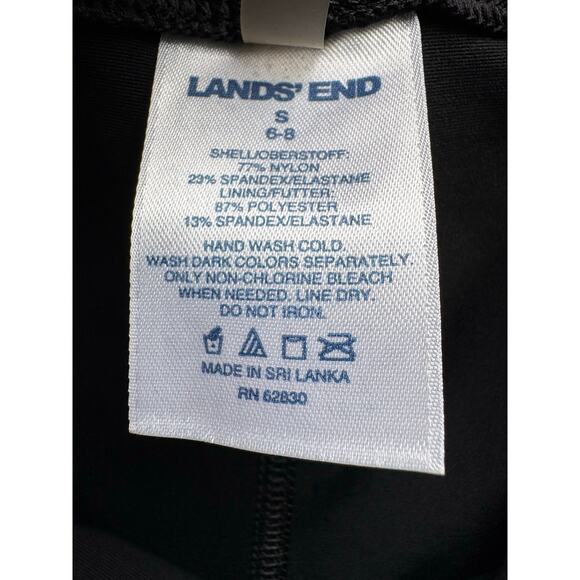 LANDS' END
S
6-8
SHELL/OBERSTOFF:
77% NYLON
23% SPANDEX/ELASTANE
LINING/FUTTER:
87% POLYESTER
13% SPANDEX/ELASTANE
HAND WASH COLD.
WASH DARK COLORS SEPARATELY.
ONLY NON-CHLORINE BLEACH
WHEN NEEDED. LINE DRY.
DO NOT IRON.
MADE IN SRI LANKA
RN 62830